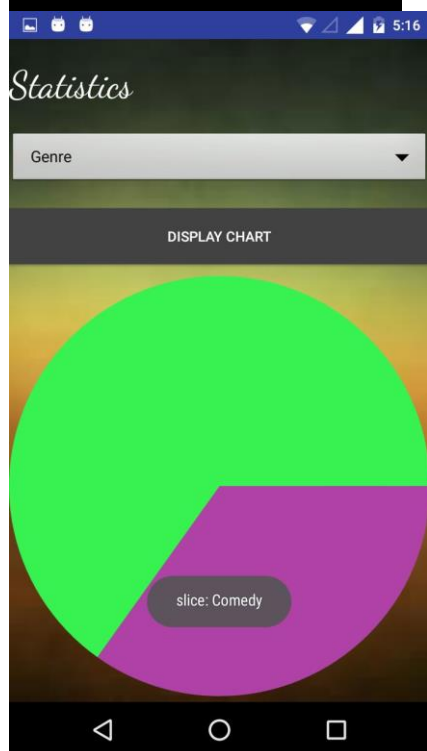 5:16
Statistics
Genre
DISPLAY CHART
slice: Comedy